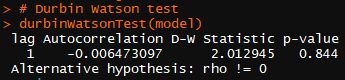 > # Durbin Watson test
> durbinWatsonTest(model)
lag Autocorrelation D-W Statistic p-value
1 -0.006473097 2.012945 0.844
Alternative hypothesis: rho != 0